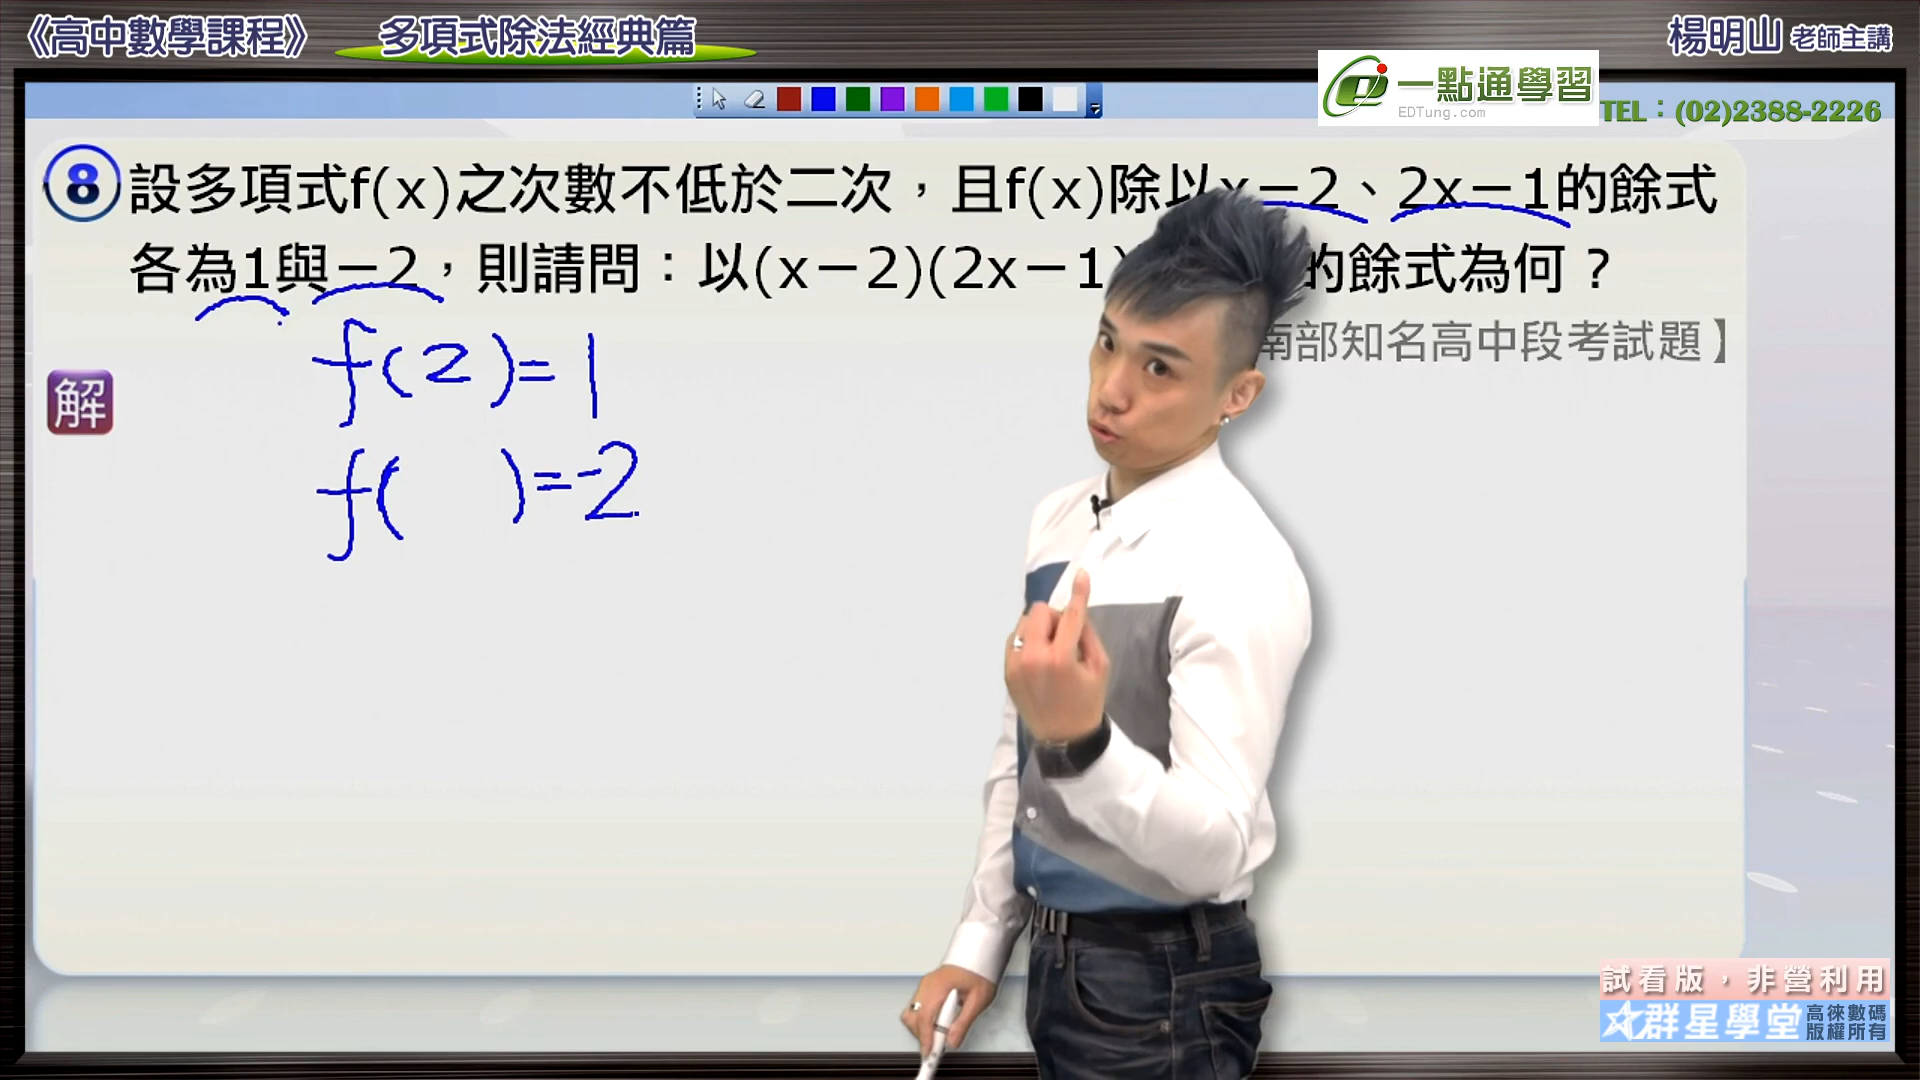 《高中數學課程》 多項式除法經典篇 楊明山 老師主講
一點通學習
EDTung.com
TEL：(02)2388-2226
⑧設多項式f(x)之次數不低於二次，且f(x)除以x－2、2x－1的餘式
各為1與－2，則請問：以(x－2)(2x－1) 的餘式為何？
南部知名高中段考試題】
解
f(2)=1
f( )=-2
試看版，非營利用
群星學堂 高徠數碼
版權所有